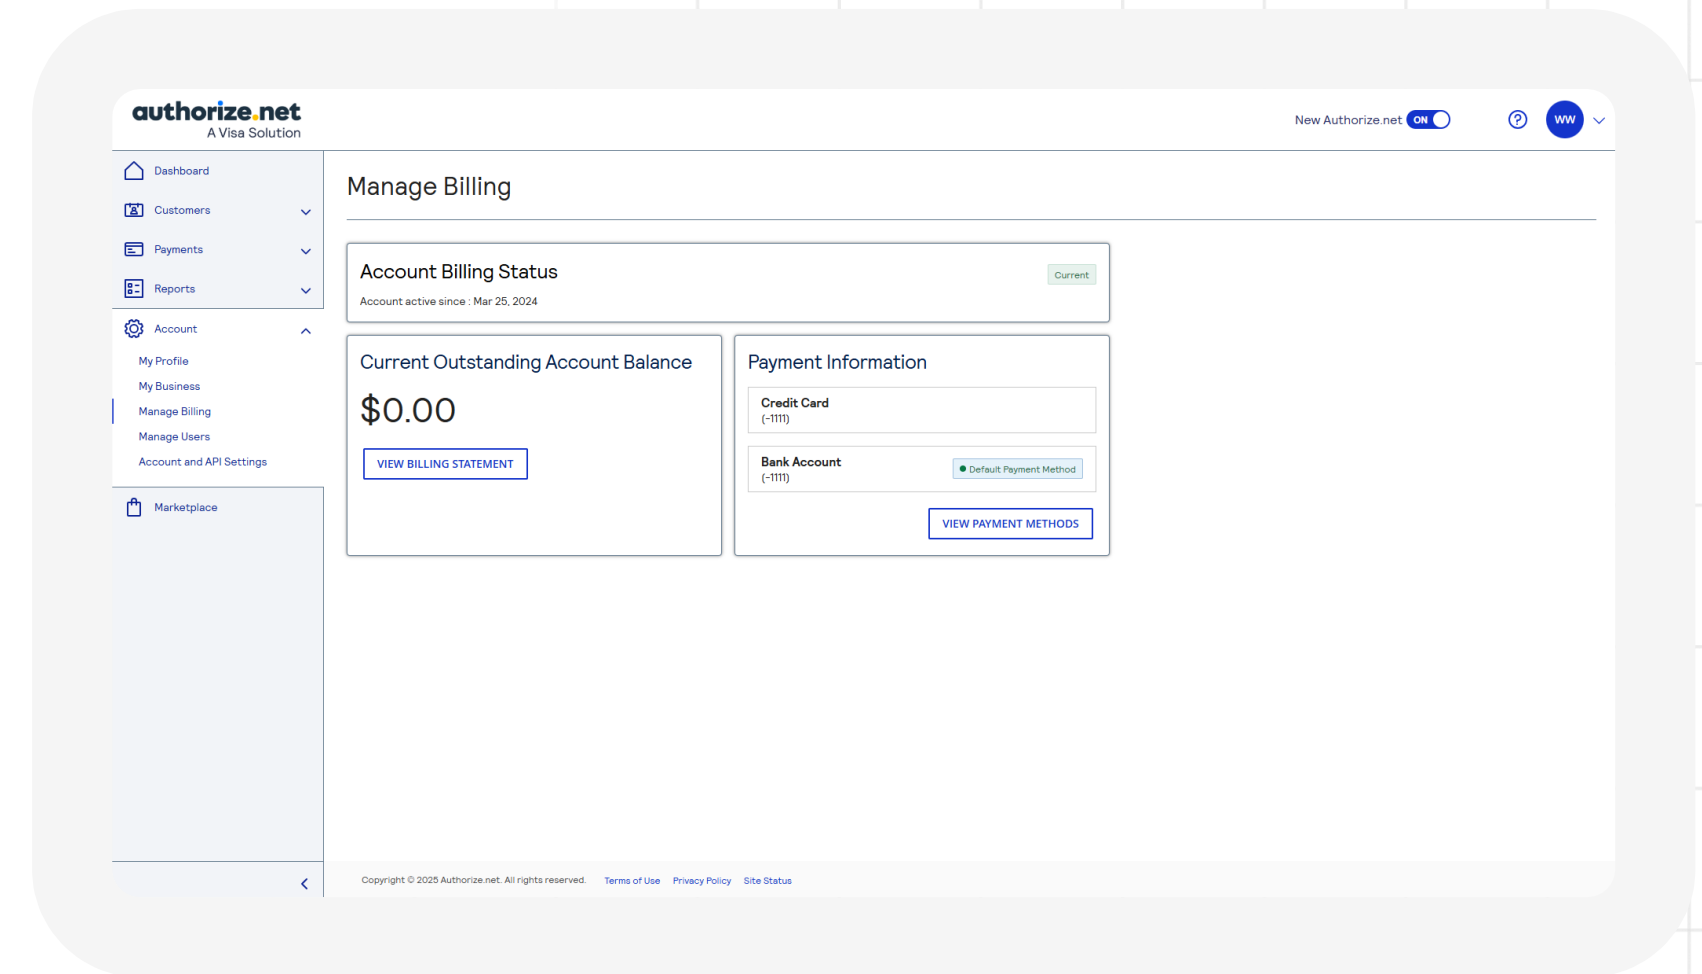 authorize.net
A Visa Solution
New Authorize.net ON
?
WW
Dashboard
Customers
Payments
Reports
Account
My Profile
My Business
Manage Billing
Manage Users
Account and API Settings
Marketplace
Manage Billing
Account Billing Status
Current
Account active since : Mar 25, 2024
Current Outstanding Account Balance
$0.00
VIEW BILLING STATEMENT
Payment Information
Credit Card
(-1111)
Bank Account
(-1111)
Default Payment Method
VIEW PAYMENT METHODS
Copyright © 2025 Authorize.net. All rights reserved. Terms of Use Privacy Policy Site Status